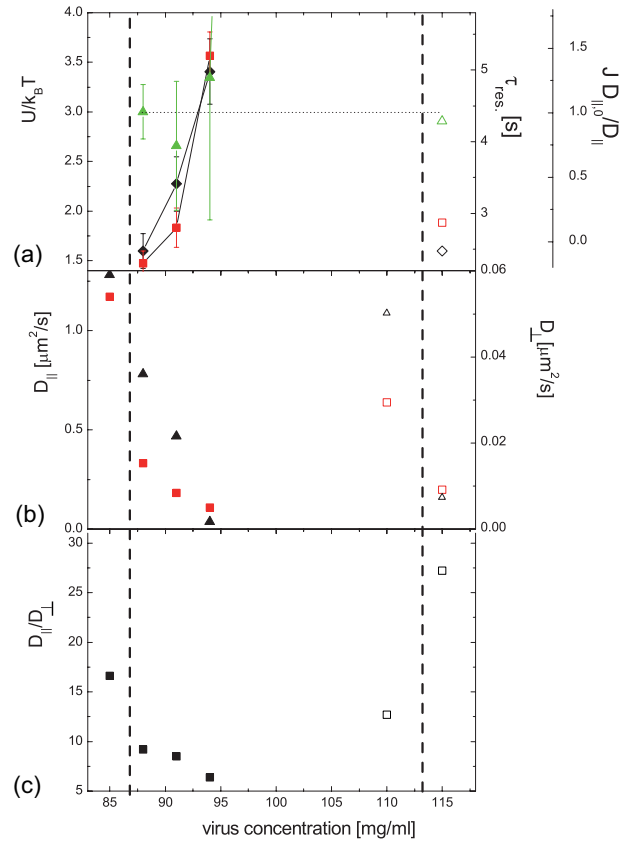 (a)
U/k_BT
4.0
3.5
3.0
2.5
2.0
1.5
τ_res. [s]
5
4
3
J D_||,0/D_||
1.5
1.0
0.5
0.0
(b)
D_|| [μm²/s]
1.0
0.5
0.0
D_⊥ [μm²/s]
0.06
0.04
0.02
0.00
(c)
D_||/D_⊥
30
25
20
15
10
5
85 90 95 100 105 110 115
virus concentration [mg/ml]